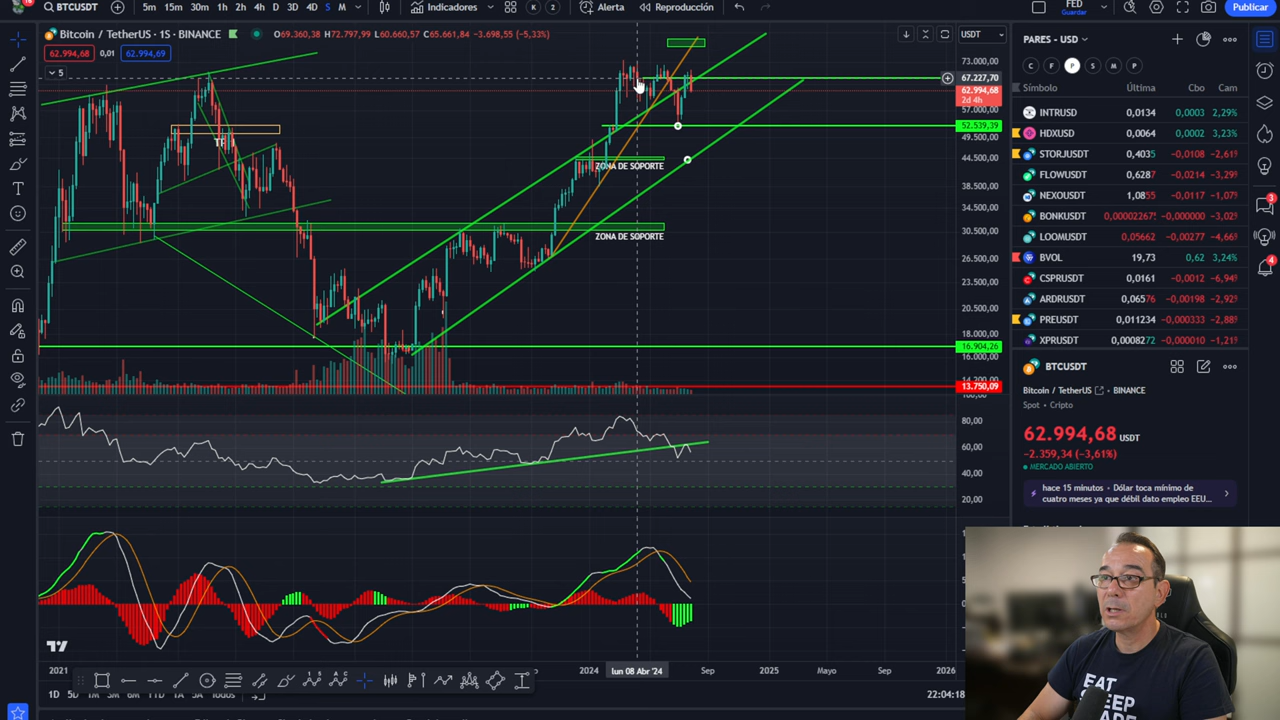 BTCUSDT 5m 15m 30m 1h 2h 4h D 3D 4D S M Indicadores K 2 Alerta Reproducción FED Guardar Publicar
Bitcoin / TetherUS · 1S · BINANCE O69.360,38 H72.797,99 L60.660,57 C65.661,84 -3.698,55 (-5,33%) USDT
62.994,68 0,01 62.994,69
5
73.000,00
67.227,70
62.994,68
2d 4h
57.000,00
52.539,39
49.500,00
44.500,00
38.500,00
34.500,00
30.500,00
26.500,00
23.500,00
20.500,00
18.000,00
16.904,26
16.000,00
13.750,09
ZONA DE SOPORTE
ZONA DE SOPORTE
80,00
60,00
40,00
20,00
2021 2024 lun 08 Abr '24 Sep 2025 Mayo Sep 2026
1D 5D 1M 3M 6M 1A 5A Todos
22:04:18
PARES - USD
C F P S M P
Símbolo Última Cbo Cam
INTRUSD 0,0134 0,0003 2,29%
HDXUSD 0,0064 0,0002 3,23%
STORJUSDT 0,4035 -0,0108 -2,61%
FLOWUSDT 0,6287 -0,0214 -3,29%
NEXOUSDT 1,0855 -0,0117 -1,07%
BONKUSDT 0,000022675 -0,000000 -3,02%
LOOMUSDT 0,05662 -0,00277 -4,66%
BVOL 19,73 0,62 3,24%
CSPRUSDT 0,0161 -0,0012 -6,94%
ARDRUSDT 0,06576 -0,00198 -2,92%
PREUSDT 0,011234 -0,000333 -2,88%
XPRUSDT 0,0008272 -0,000010 -1,21%
BTCUSDT
Bitcoin / TetherUS · BINANCE
Spot · Cripto
62.994,68 USDT
-2.359,34 (-3,61%)
MERCADO ABIERTO
hace 15 minutos · Dólar toca mínimo de
cuatro meses ya que débil dato empleo EEU...
3
4
EAT